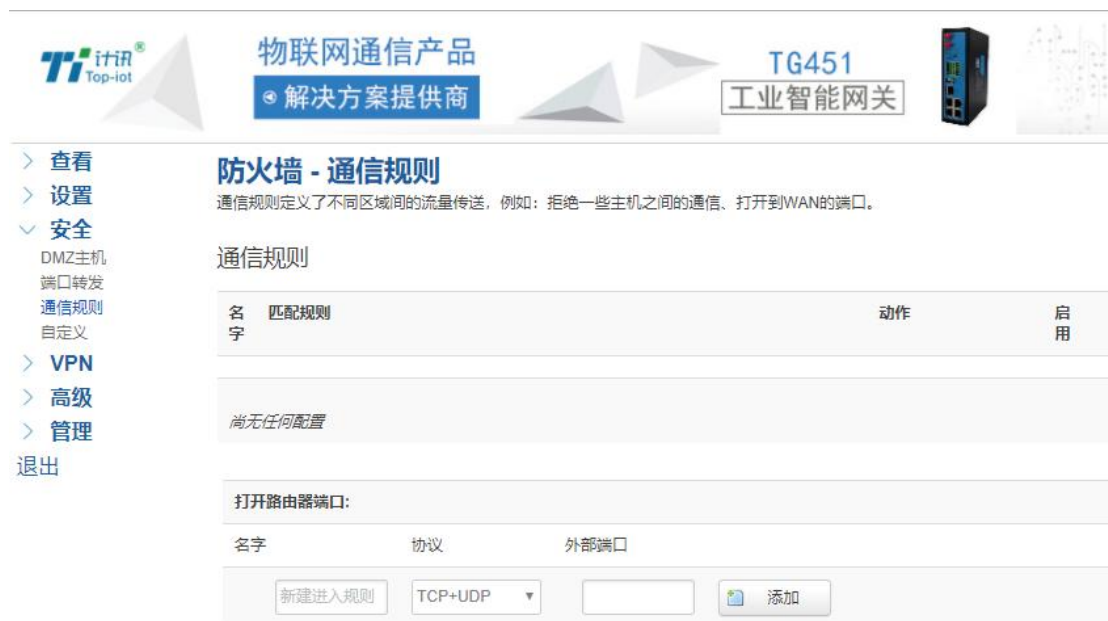 计讯®
Top-iot
物联网通信产品
解决方案提供商
TG451
工业智能网关
查看
设置
安全
DMZ主机
端口转发
通信规则
自定义
VPN
高级
管理
退出
防火墙 - 通信规则
通信规则定义了不同区域间的流量传送，例如：拒绝一些主机之间的通信、打开到WAN的端口。
通信规则
名字 匹配规则 动作 启用
尚无任何配置
打开路由器端口:
名字 协议 外部端口
新建进入规则 TCP+UDP 添加